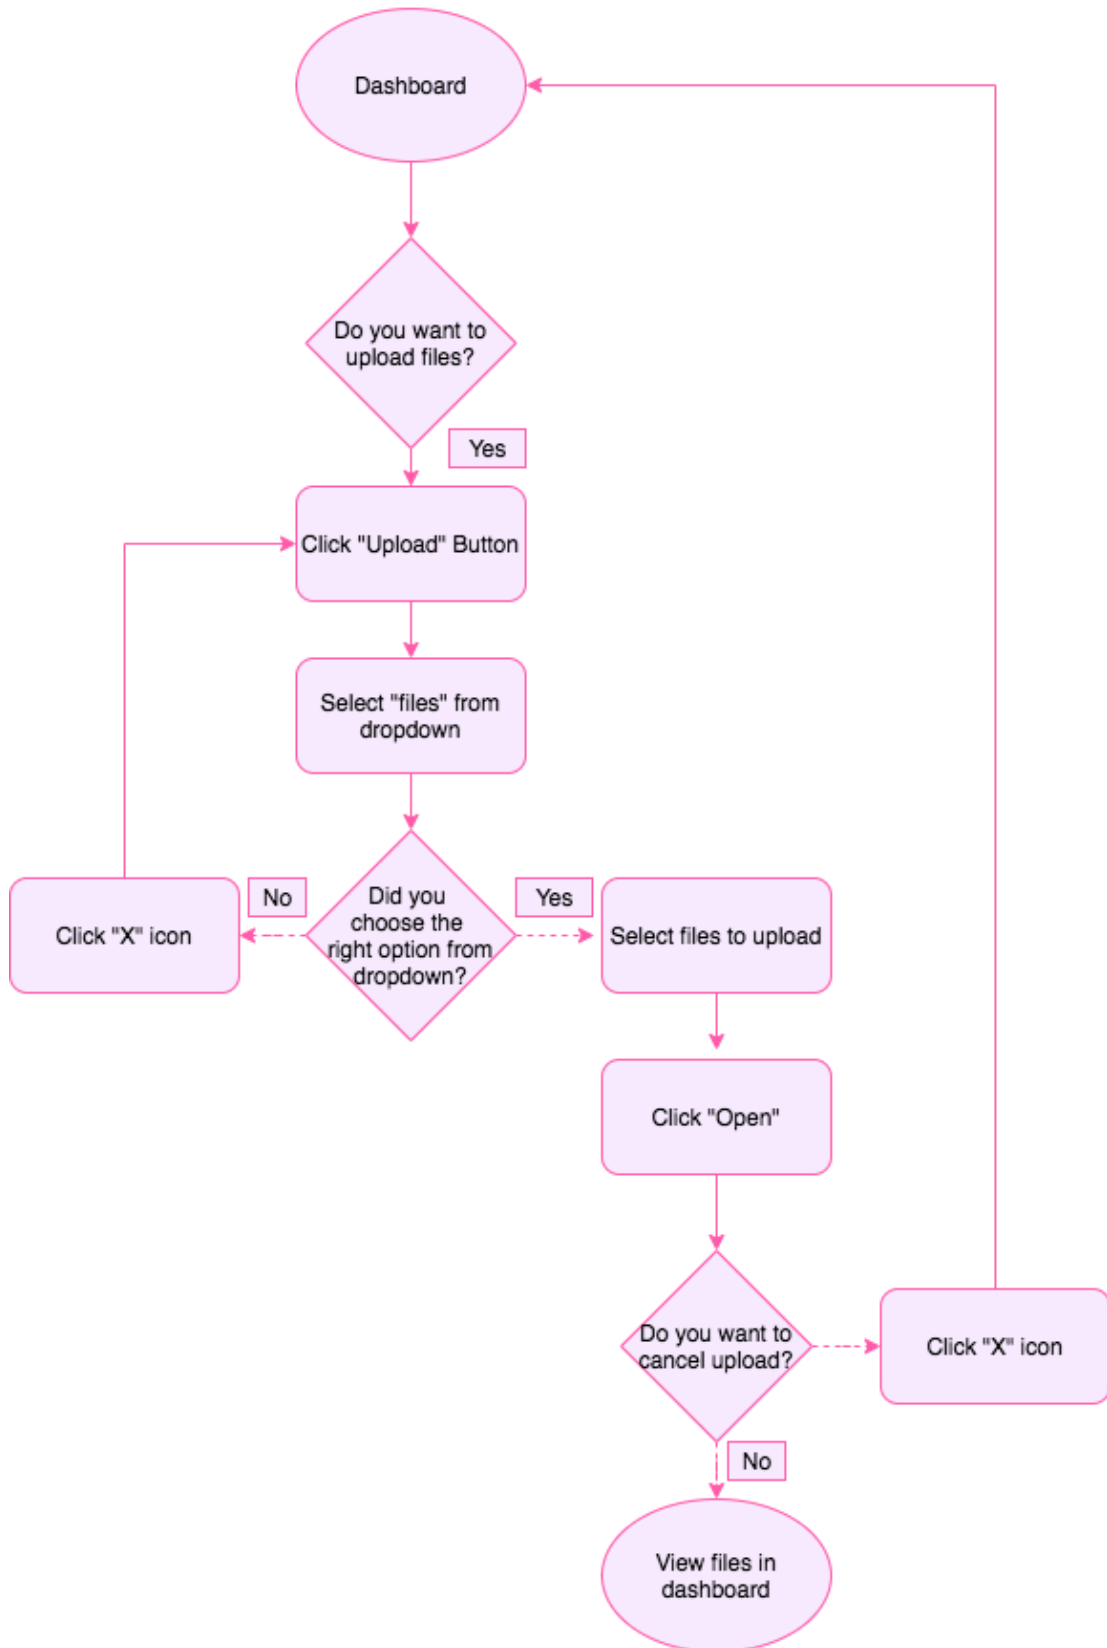 Dashboard
Do you want to
upload files?
Yes
Click "Upload" Button
Select "files" from
dropdown
No
Yes
Click "X" icon
Did you
choose the
right option from
dropdown?
Select files to upload
Click "Open"
Do you want to
cancel upload?
Click "X" icon
No
View files in
dashboard